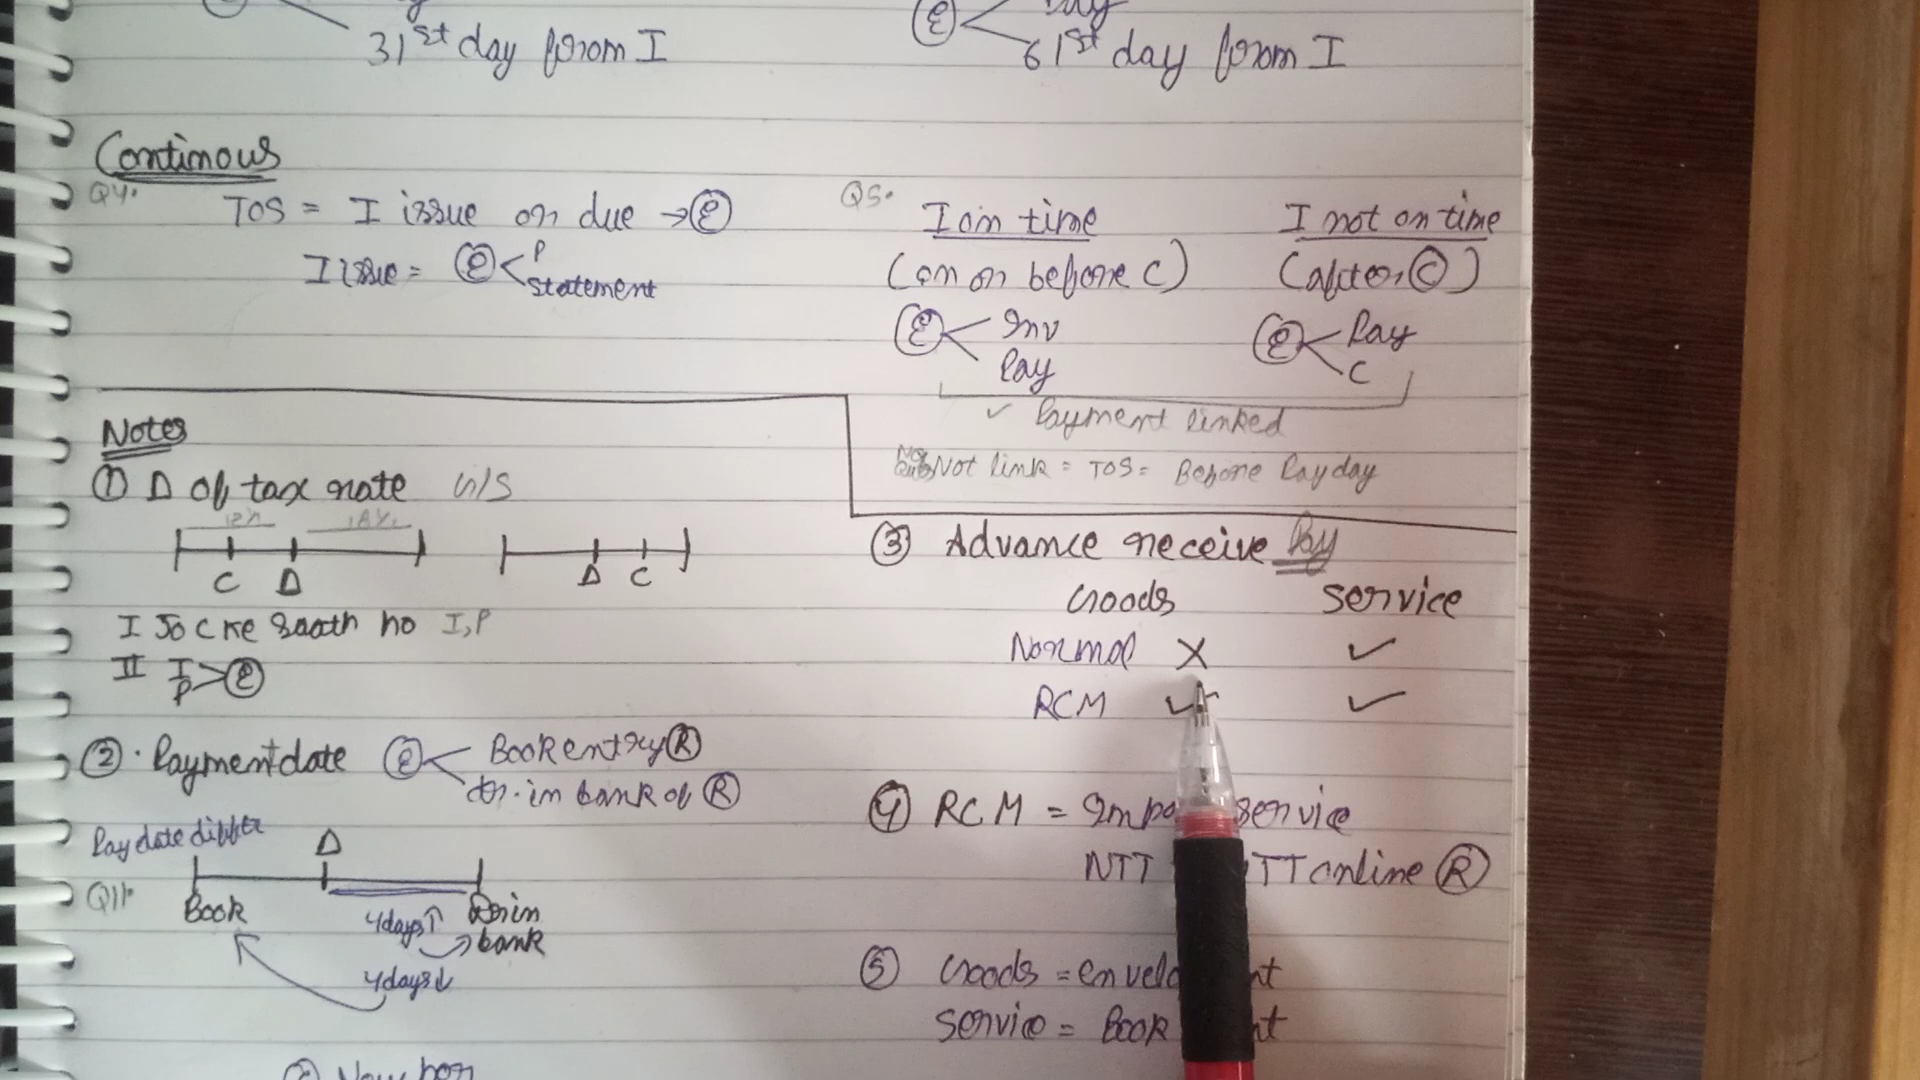 31st day from I
61st day from I
Continous
Q4.
TOS = I issue on due → (E)
I issue = (E) < P
statement
Q5.
I on time
(on or before C)
(E) < Inv
Pay
I not on time
(after (C))
(E) < Pay
C
✓ Payment linked
Not link = TOS = Before Payday
Notes
① Δ of tax rate G/S
12% 18%
C Δ
Δ C
I Jo C ke saath ho I,P
II I
P > (E)
② Payment date (E) < Book entry (R)
in bank of (R)
Pay date differ
Δ
Q11.
Book
4 days ↑
in
bank
4 days ↓
③ Advance receive Pay
Goods Service
Normal X ✓
RCM ✓ ✓
④ RCM = service
NTT online (R)
⑤ Goods =
Service = Book